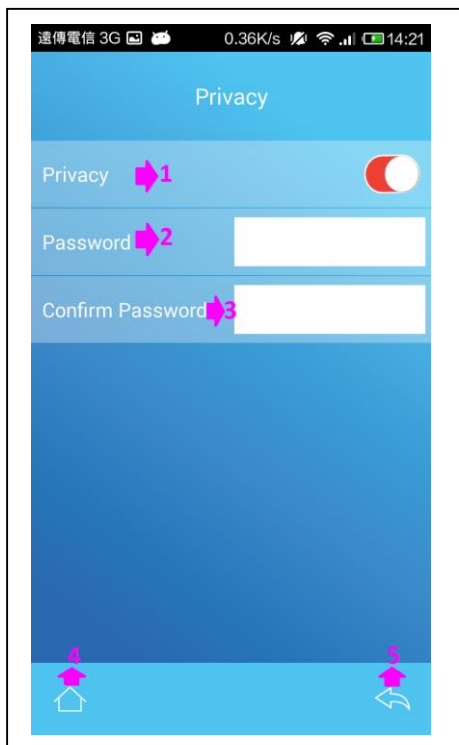 遠傳電信 3G 0.36K/s 14:21
Privacy
Privacy 1
Password 2
Confirm Password 3
4 5